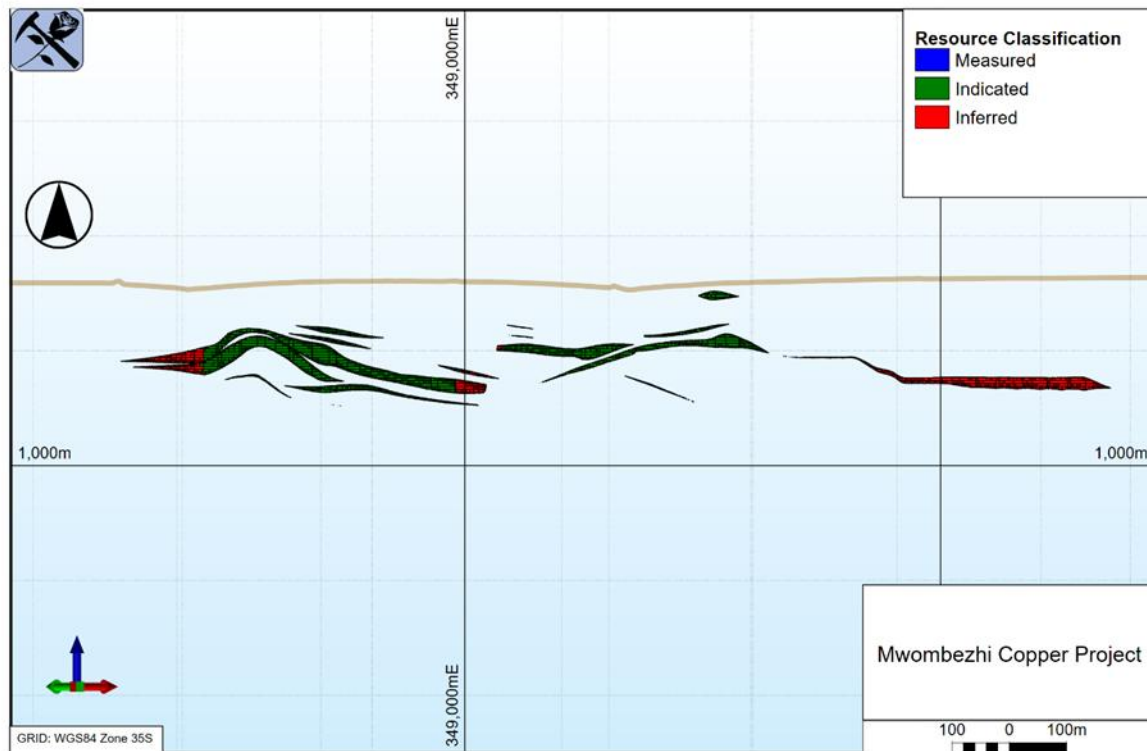 349,000mE
Resource Classification
Measured
Indicated
Inferred
1,000m
1,000m
349,000mE
Mwombezhi Copper Project
GRID: WGS84 Zone 35S
100 0 100m